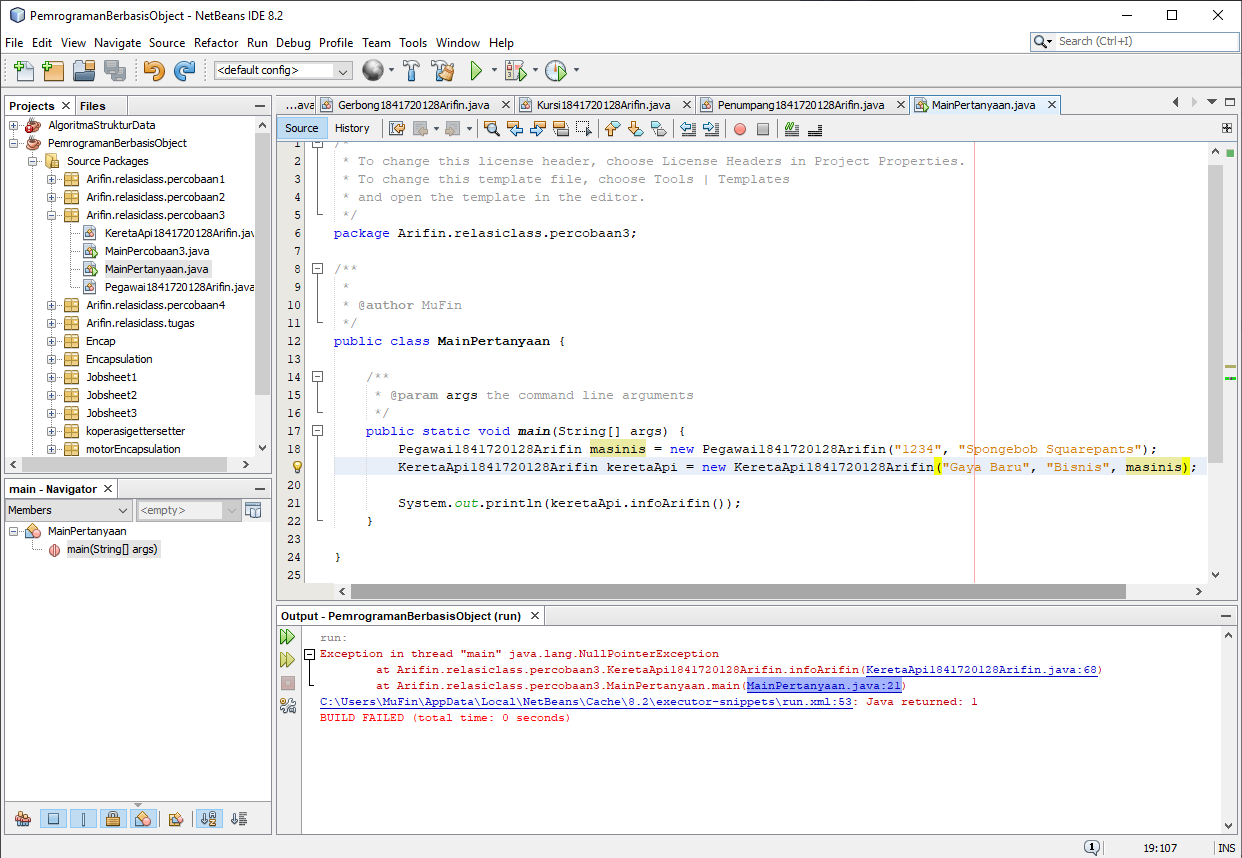 PemrogramanBerbasisObject - NetBeans IDE 8.2
File Edit View Navigate Source Refactor Run Debug Profile Team Tools Window Help
Search (Ctrl+I)
<default config>
Projects Files
AlgoritmaStrukturData
PemrogramanBerbasisObject
Source Packages
Arifin.relasiclass.percobaan1
Arifin.relasiclass.percobaan2
Arifin.relasiclass.percobaan3
KeretaApi1841720128Arifin.jav
MainPercobaan3.java
MainPertanyaan.java
Pegawai1841720128Arifin.java
Arifin.relasiclass.percobaan4
Arifin.relasiclass.tugas
Encap
Encapsulation
Jobsheet1
Jobsheet2
Jobsheet3
koperasigettersetter
motorEncapsulation
main - Navigator
Members <empty>
MainPertanyaan
main(String[] args)
...ava Gerbong1841720128Arifin.java Kursi1841720128Arifin.java Penumpang1841720128Arifin.java MainPertanyaan.java
Source History
1 /*
2 * To change this license header, choose License Headers in Project Properties.
3 * To change this template file, choose Tools | Templates
4 * and open the template in the editor.
5 */
6 package Arifin.relasiclass.percobaan3;
7
8 /**
9 *
10 * @author MuFin
11 */
12 public class MainPertanyaan {
13
14 /**
15 * @param args the command line arguments
16 */
17 public static void main(String[] args) {
18 Pegawai1841720128Arifin masinis = new Pegawai1841720128Arifin("1234", "Spongebob Squarepants");
KeretaApi1841720128Arifin keretaApi = new KeretaApi1841720128Arifin("Gaya Baru", "Bisnis", masinis);
20
21 System.out.println(keretaApi.infoArifin());
22 }
23
24 }
25
Output - PemrogramanBerbasisObject (run)
run:
Exception in thread "main" java.lang.NullPointerException
at Arifin.relasiclass.percobaan3.KeretaApi1841720128Arifin.infoArifin(KeretaApi1841720128Arifin.java:68)
at Arifin.relasiclass.percobaan3.MainPertanyaan.main(MainPertanyaan.java:21)
C:\Users\MuFin\AppData\Local\NetBeans\Cache\8.2\executor-snippets\run.xml:53: Java returned: 1
BUILD FAILED (total time: 0 seconds)
1 19:107 INS